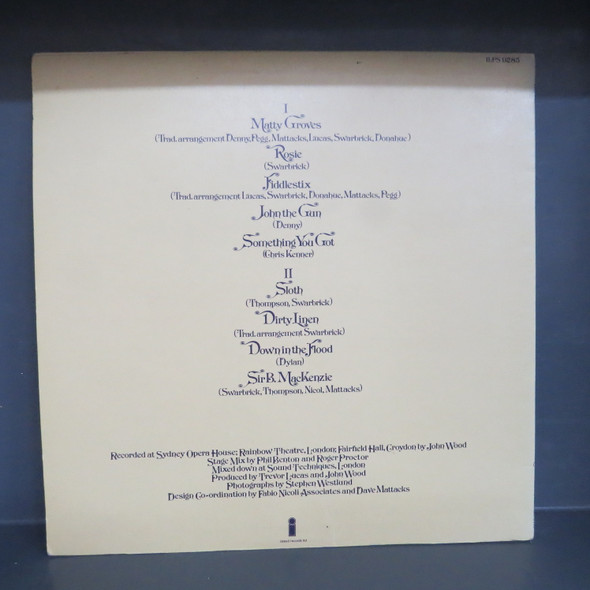 ILPS 9285
I
Matty Groves
(Trad. arrangement Denny, Pegg, Mattacks, Lucas, Swarbrick, Donahue)
Rosie
(Swarbrick)
Fiddlestix
(Trad. arrangement Lucas, Swarbrick, Donahue, Mattacks, Pegg)
John the Gun
(Denny)
Something You Got
(Chris Kenner)
II
Sloth
(Thompson, Swarbrick)
Dirty Linen
(Trad. arrangement Swarbrick)
Down in the Flood
(Dylan)
Sir B. MacKenzie
(Swarbrick, Thompson, Nicol, Mattacks)
Recorded at Sydney Opera House; Rainbow Theatre, London; Fairfield Hall, Croydon by John Wood
Stage Mix by Phil Benton and Roger Proctor
Mixed down at Sound Techniques, London
Produced by Trevor Lucas and John Wood
Photographs by Stephen Westlund
Design Co-ordination by Fabio Nicoli Associates and Dave Mattacks